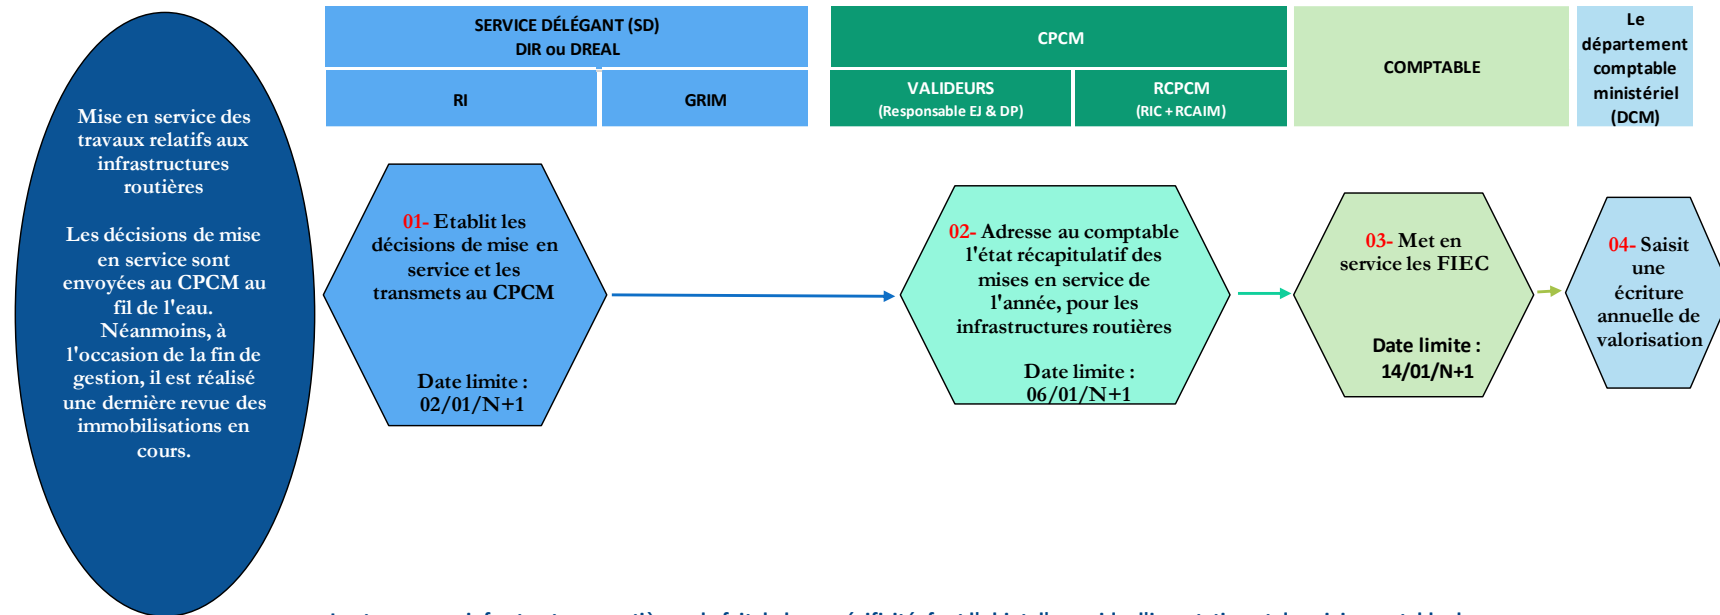 Mise en service des
travaux relatifs aux
infrastructures
routières
Les décisions de mise
en service sont
envoyées au CPCM au
fil de l'eau.
Néanmoins, à
l'occasion de la fin de
gestion, il est réalisé
une dernière revue des
immobilisations en
cours.
SERVICE DÉLÉGANT (SD)
DIR ou DREAL
RI
GRIM
CPCM
VALIDEURS
(Responsable EJ & DP)
RCPCM
(RIC + RCAIM)
COMPTABLE
Le
département
comptable
ministériel
(DCM)
01- Etablit les
décisions de mise en
service et les
transmets au CPCM
Date limite :
02/01/N+1
02- Adresse au comptable
l'état récapitulatif des
mises en service de
l'année, pour les
infrastructures routières
Date limite :
06/01/N+1
03- Met en
service les FIEC
Date limite :
14/01/N+1
04- Saisit
une
écriture
annuelle de
valorisation